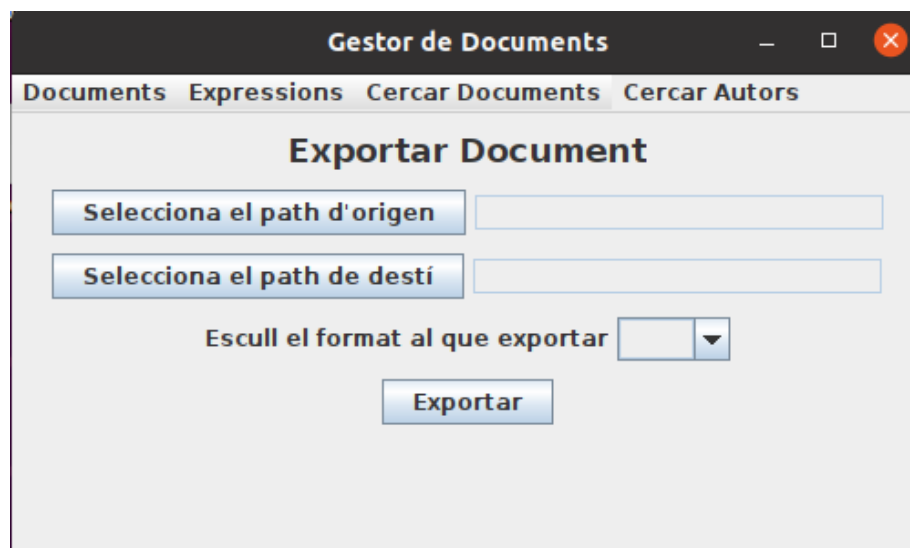 Gestor de Documents
Documents Expressions Cercar Documents Cercar Autors
Exportar Document
Selecciona el path d'origen
Selecciona el path de destí
Escull el format al que exportar
Exportar